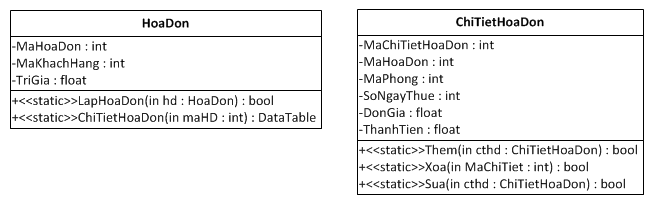 HoaDon
-MaHoaDon : int
-MaKhachHang : int
-TriGia : float
+<<static>>LapHoaDon(in hd : HoaDon) : bool
+<<static>>ChiTietHoaDon(in maHD : int) : DataTable
ChiTietHoaDon
-MaChiTietHoaDon : int
-MaHoaDon : int
-MaPhong : int
-SoNgayThue : int
-DonGia : float
-ThanhTien : float
+<<static>>Them(in cthd : ChiTietHoaDon) : bool
+<<static>>Xoa(in MaChiTiet : int) : bool
+<<static>>Sua(in cthd : ChiTietHoaDon) : bool